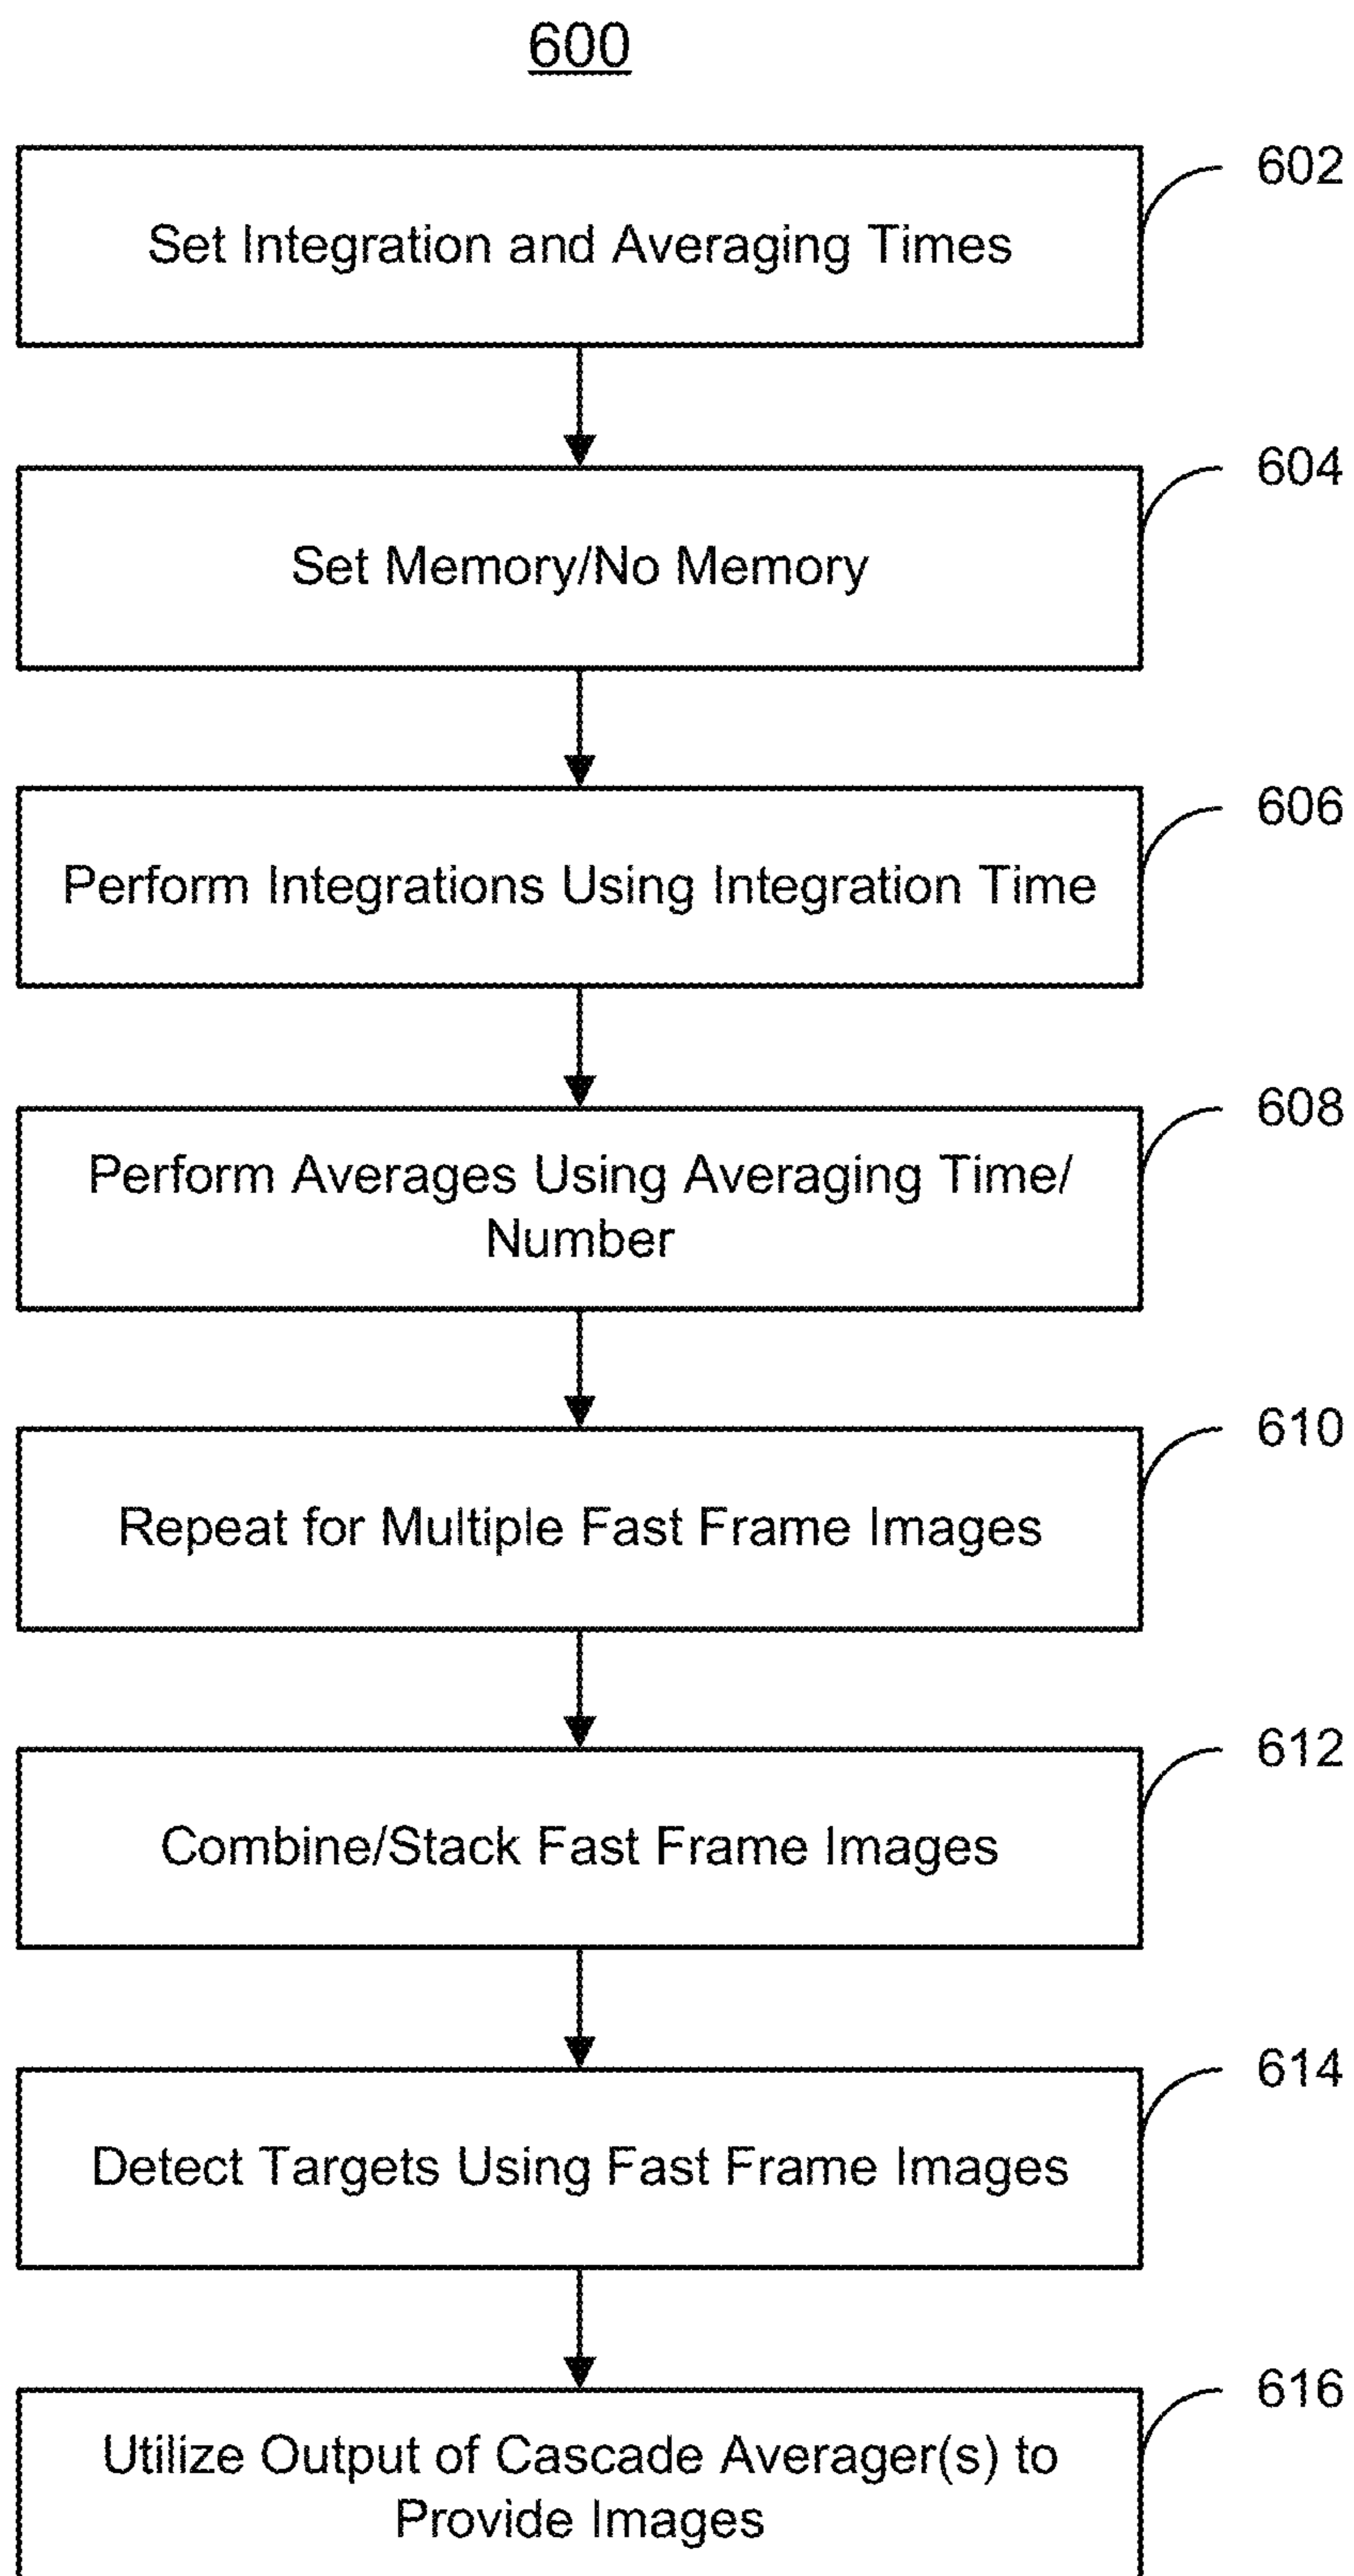 600
602
Set Integration and Averaging Times
604
Set Memory/No Memory
606
Perform Integrations Using Integration Time
608
Perform Averages Using Averaging Time/
Number
610
Repeat for Multiple Fast Frame Images
612
Combine/Stack Fast Frame Images
614
Detect Targets Using Fast Frame Images
616
Utilize Output of Cascade Averager(s) to
Provide Images